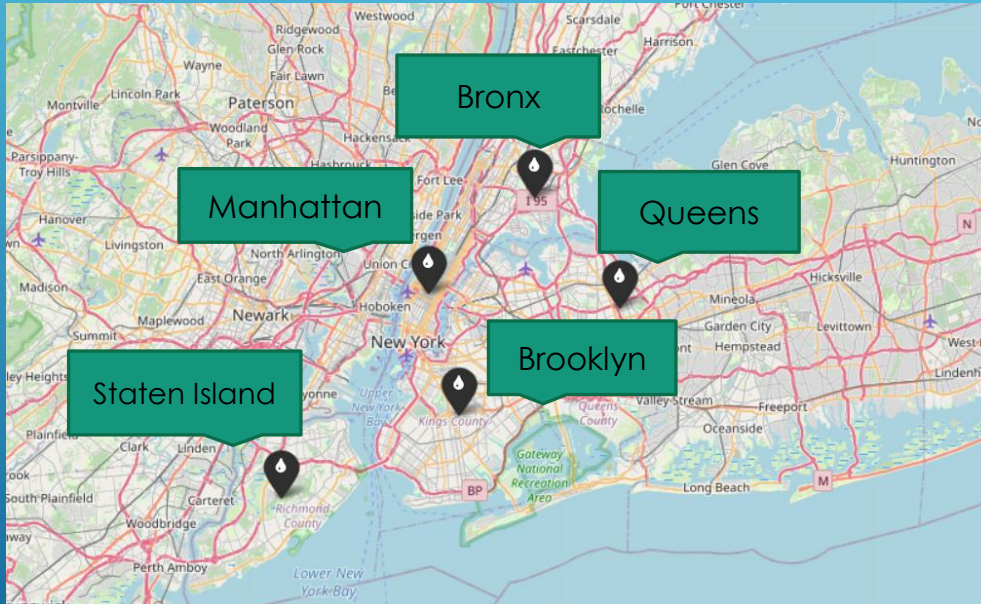 Westwood
Port Chester
Scarsdale
Ridgewood
Glen Rock
Eastchester
Harrison
Wayne
Fair Lawn
Bronx
Montville
Lincoln Park
Paterson
Rochelle
Woodland
Park
Hackensack
Parsippany-
Troy Hills
Hasbrouck
Fort Lee
Glen Cove
Huntington
I 95
Manhattan
Queens
Hanover
Livingston
North Arlington
Union City
N
Hicksville
Madison
East Orange
Mineola
Maplewood
Newark
Hoboken
Garden City
Levittown
Summit
New York
Hempstead
Brooklyn
Staten Island
Upper
New York
Bay
Kings County
Queens
County
Valley Stream
Freeport
Oceanside
Plainfield
Clark
Linden
Gateway
National
Recreation
Area
South Plainfield
Carteret
Richmond
County
BP
Long Beach
M
Woodbridge
Perth Amboy
Lower New
York Bay